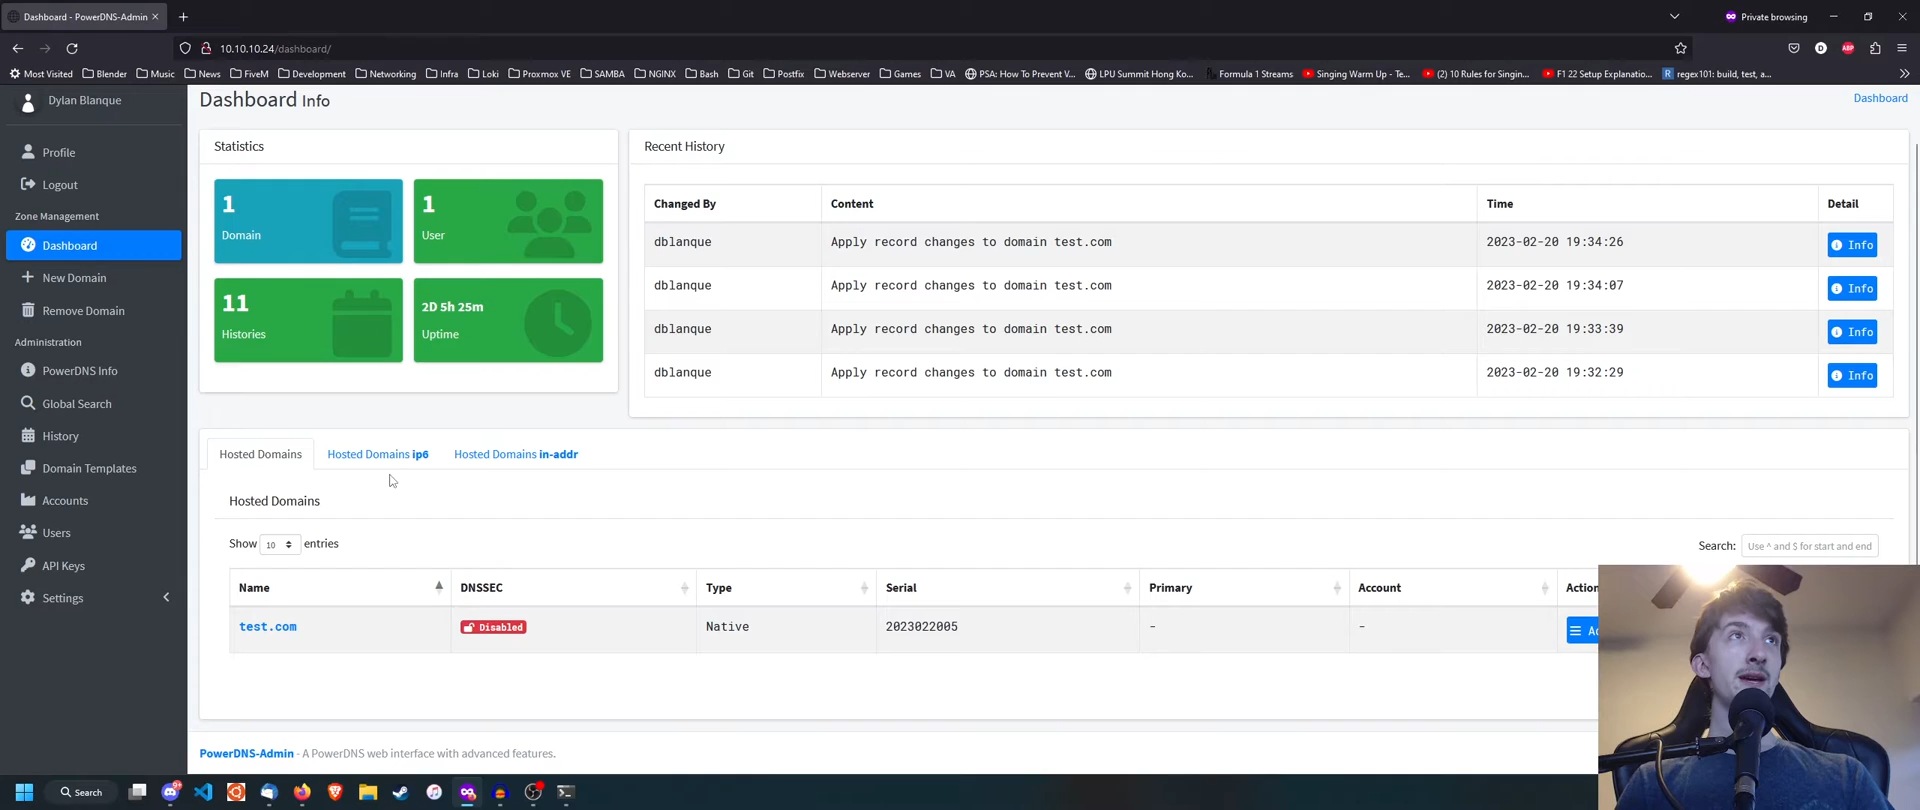 Dashboard - PowerDNS-Admin
Private browsing
10.10.10.24/dashboard/
Most Visited Blender Music News FiveM Development Networking Infra Loki Proxmox VE SAMBA NGINX Bash Git Postfix Webserver Games VA PSA: How To Prevent V... LPU Summit Hong Ko... Formula 1 Streams Singing Warm Up - Te... (2) 10 Rules for Singin... F1 22 Setup Explanatio... regex101: build, test, a...
Dylan Blanque
Profile
Logout
Zone Management
Dashboard
New Domain
Remove Domain
Administration
PowerDNS Info
Global Search
History
Domain Templates
Accounts
Users
API Keys
Settings
Dashboard Info
Dashboard
Statistics
1
Domain
1
User
11
Histories
2D 5h 25m
Uptime
Recent History
Changed By Content Time Detail
dblanque Apply record changes to domain test.com 2023-02-20 19:34:26 Info
dblanque Apply record changes to domain test.com 2023-02-20 19:34:07 Info
dblanque Apply record changes to domain test.com 2023-02-20 19:33:39 Info
dblanque Apply record changes to domain test.com 2023-02-20 19:32:29 Info
Hosted Domains Hosted Domains ip6 Hosted Domains in-addr
Hosted Domains
Show 10 entries
Search: Use ^ and $ for start and end
Name DNSSEC Type Serial Primary Account Action
test.com Disabled Native 2023022005 - -
PowerDNS-Admin - A PowerDNS web interface with advanced features.
Search